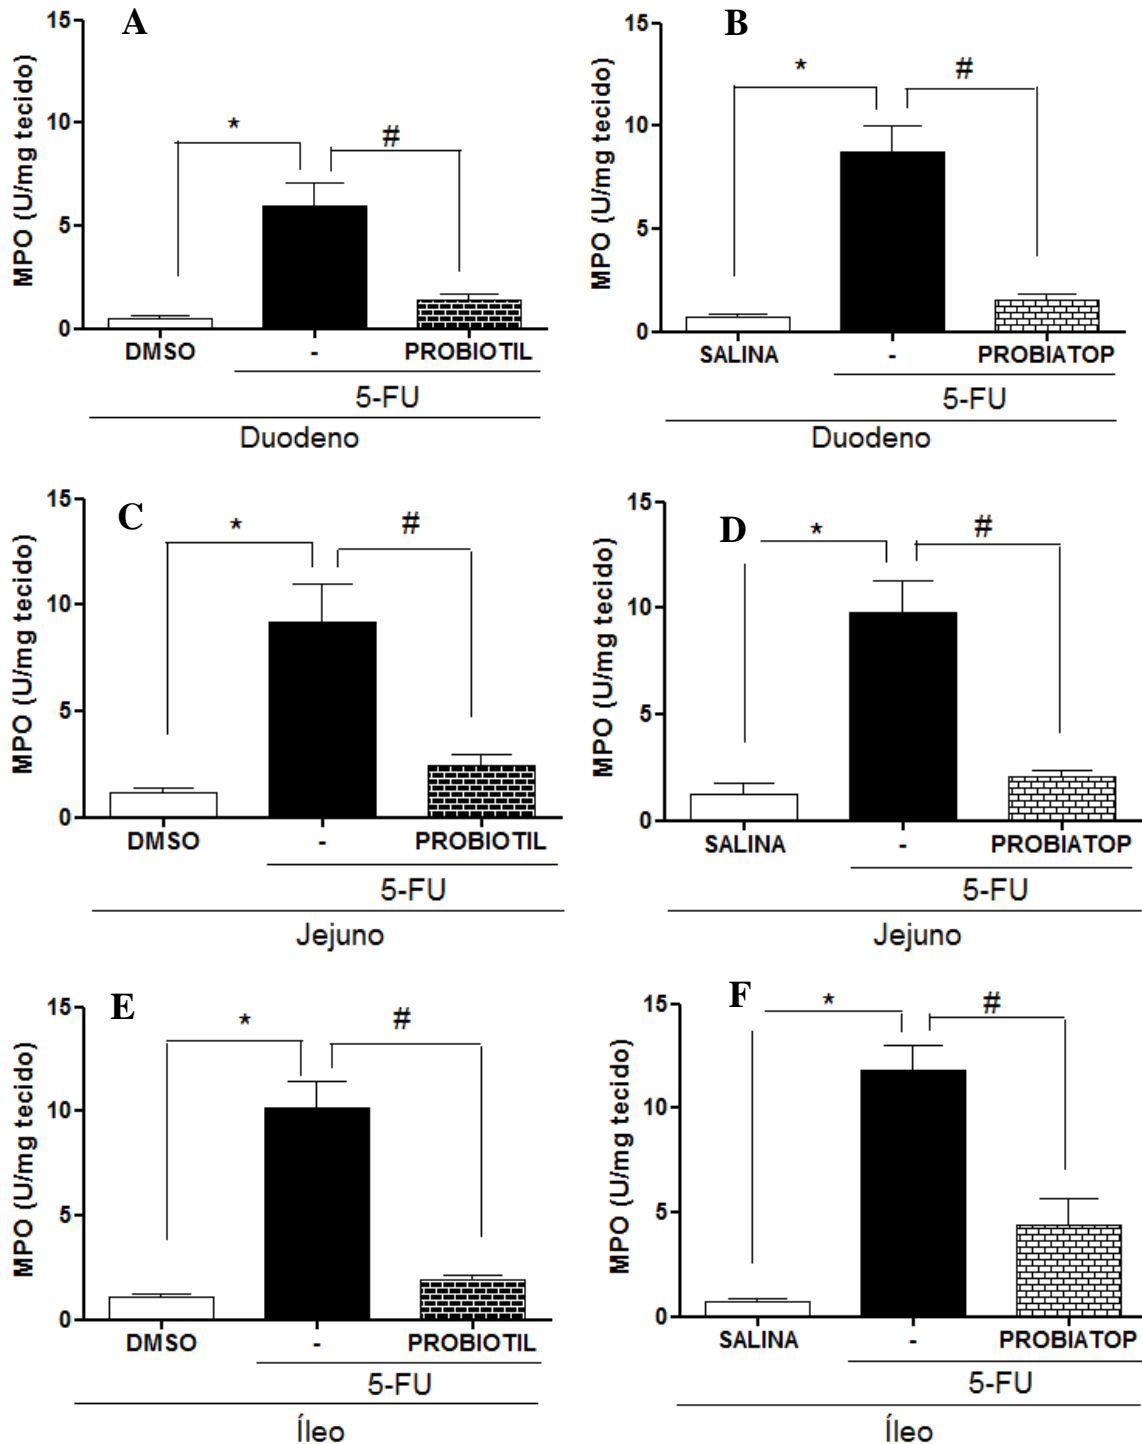 A
MPO (U/mg tecido)
15
10
5
0
*
#
DMSO - PROBIOTIL
5-FU
Duodeno
B
MPO (U/mg tecido)
15
10
5
0
*
#
SALINA - PROBIATOP
5-FU
Duodeno
C
MPO (U/mg tecido)
15
10
5
0
*
#
DMSO - PROBIOTIL
5-FU
Jejuno
D
MPO (U/mg tecido)
15
10
5
0
*
#
SALINA - PROBIATOP
5-FU
Jejuno
E
MPO (U/mg tecido)
15
10
5
0
*
#
DMSO - PROBIOTIL
5-FU
Íleo
F
MPO (U/mg tecido)
15
10
5
0
*
#
SALINA - PROBIATOP
5-FU
Íleo